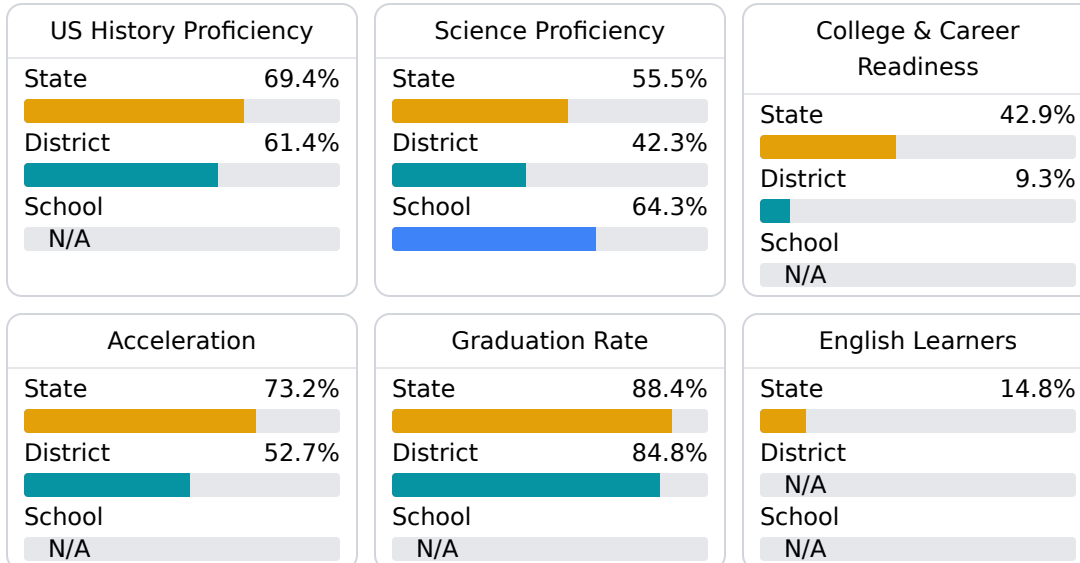 US History Proficiency
State 69.4%
District 61.4%
School
N/A
Science Proficiency
State 55.5%
District 42.3%
School 64.3%
College & Career
Readiness
State 42.9%
District 9.3%
School
N/A
Acceleration
State 73.2%
District 52.7%
School
N/A
Graduation Rate
State 88.4%
District 84.8%
School
N/A
English Learners
State 14.8%
District
N/A
School
N/A